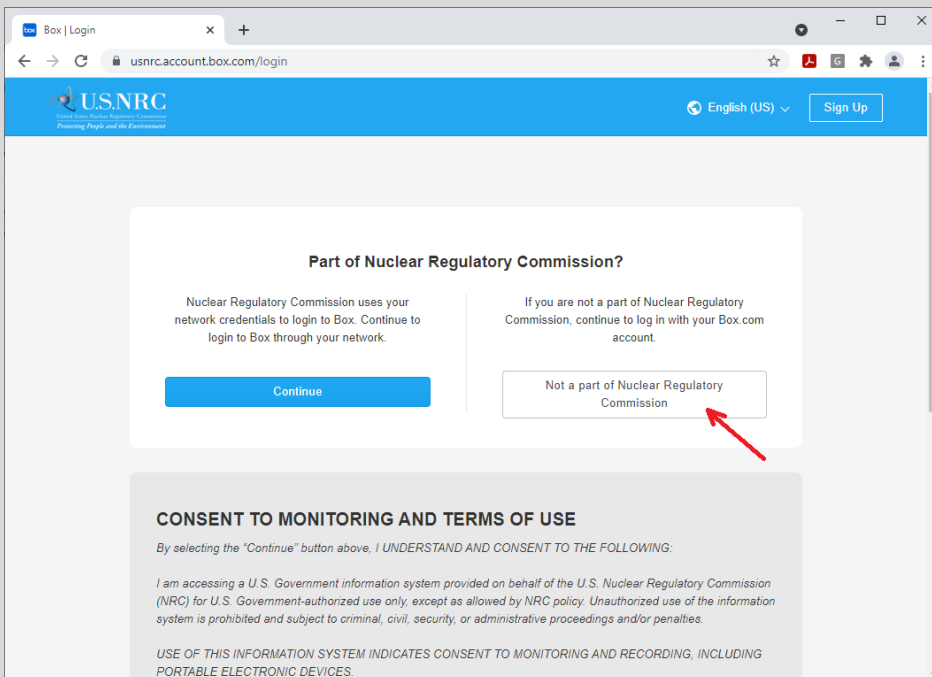 Box | Login
usnrc.account.box.com/login
U.S.NRC
United States Nuclear Regulatory Commission
Protecting People and the Environment
English (US)
Sign Up
Part of Nuclear Regulatory Commission?
Nuclear Regulatory Commission uses your
network credentials to login to Box. Continue to
login to Box through your network.
Continue
If you are not a part of Nuclear Regulatory
Commission, continue to log in with your Box.com
account.
Not a part of Nuclear Regulatory
Commission
CONSENT TO MONITORING AND TERMS OF USE
By selecting the “Continue” button above, I UNDERSTAND AND CONSENT TO THE FOLLOWING:
I am accessing a U.S. Government information system provided on behalf of the U.S. Nuclear Regulatory Commission
(NRC) for U.S. Government-authorized use only, except as allowed by NRC policy. Unauthorized use of the information
system is prohibited and subject to criminal, civil, security, or administrative proceedings and/or penalties.
USE OF THIS INFORMATION SYSTEM INDICATES CONSENT TO MONITORING AND RECORDING, INCLUDING
PORTABLE ELECTRONIC DEVICES.